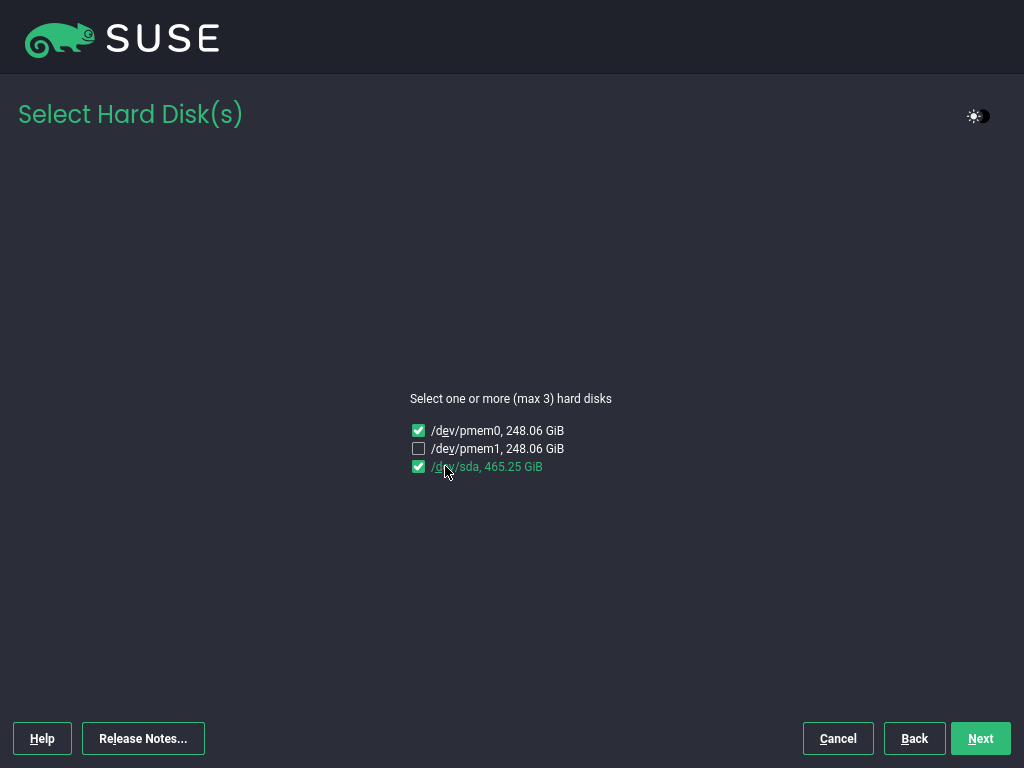 SUSE
Select Hard Disk(s)
Select one or more (max 3) hard disks
/dev/pmem0, 248.06 GiB
/dev/pmem1, 248.06 GiB
/dev/sda, 465.25 GiB
Help
Release Notes...
Cancel
Back
Next